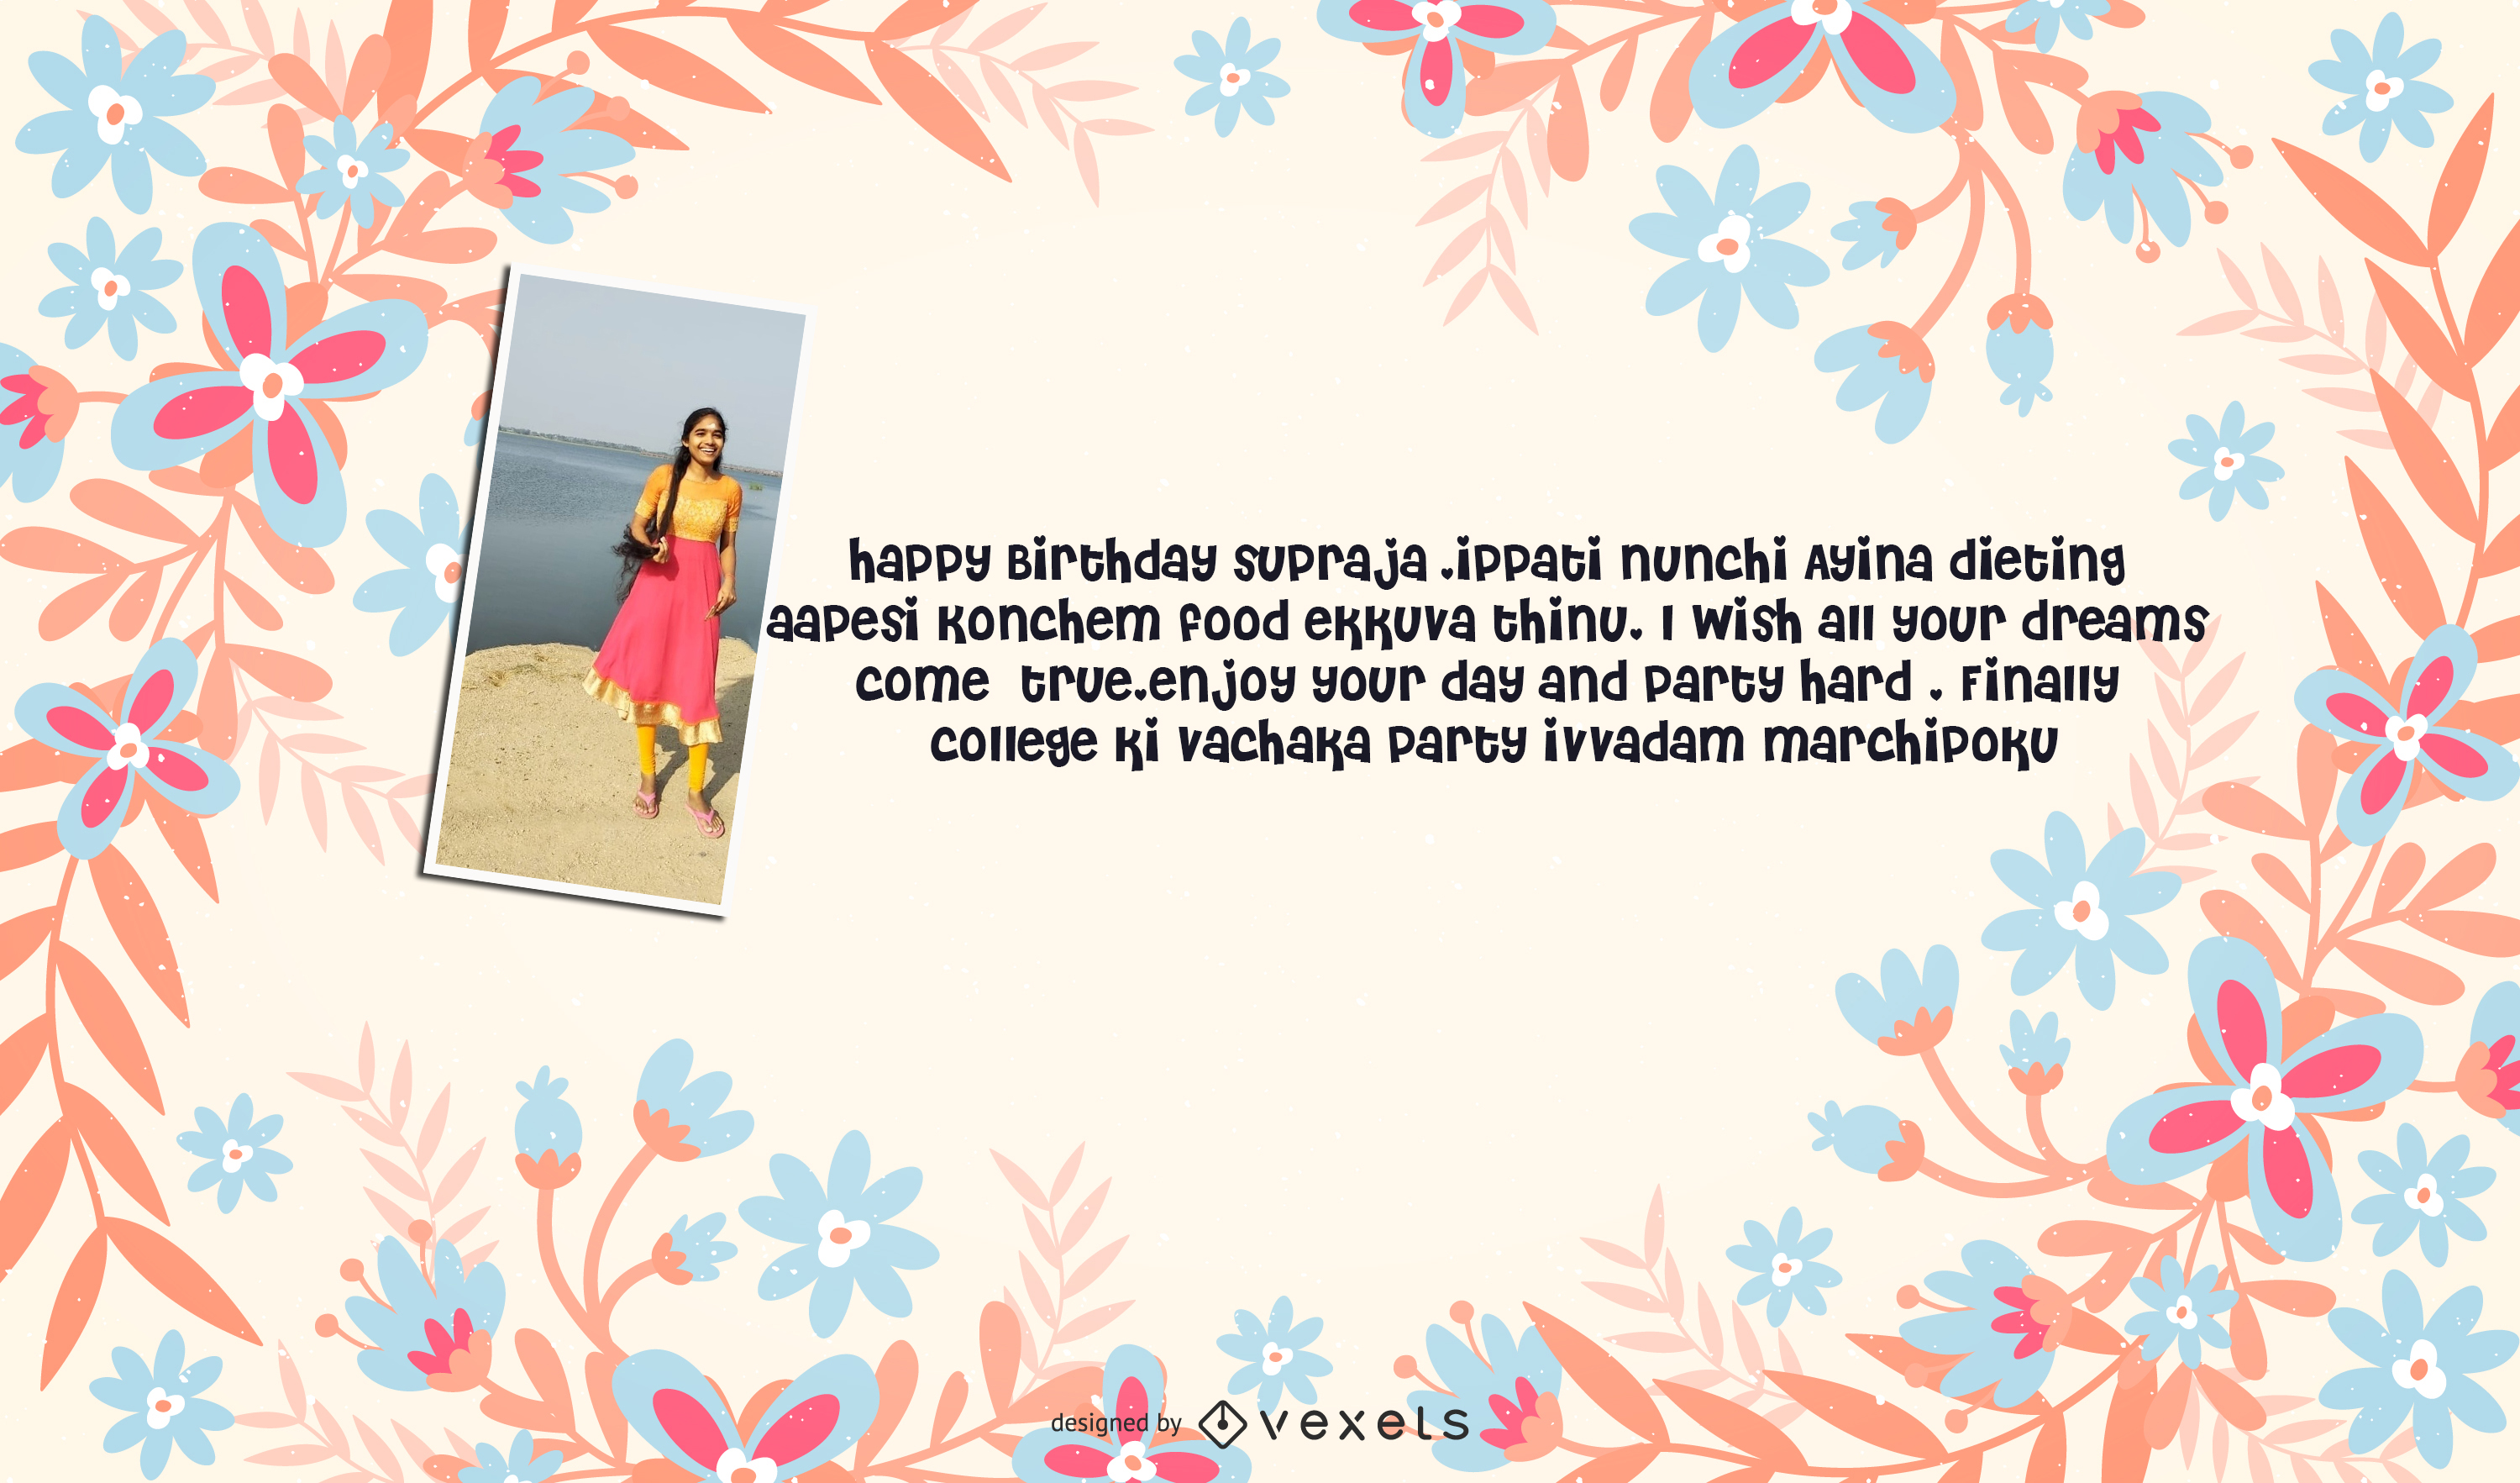 happy Birthday Supraja .ippati nunchi Ayina dieting
aapesi konchem food ekkuva thinu. I wish all your dreams
come  true.enjoy your day and party hard . Finally
college ki vachaka party ivvadam marchipoku
designed by vexels